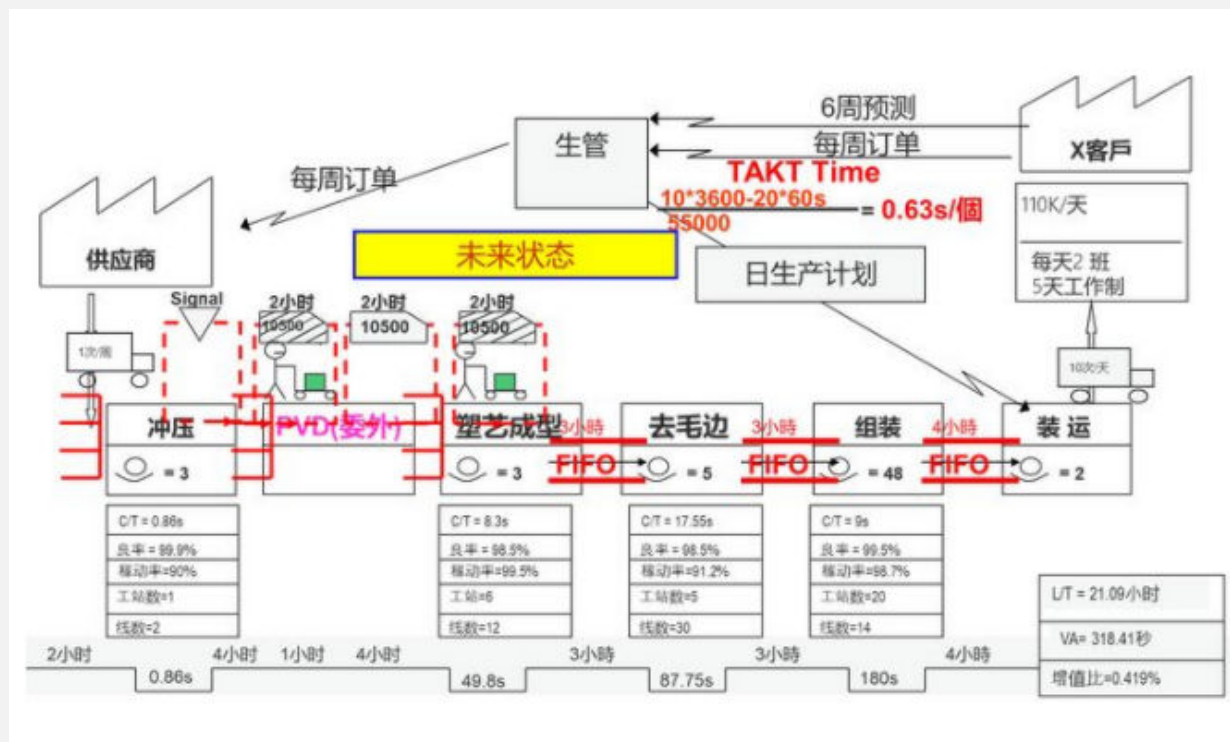 6周预测
生管
每周订单
X客戶
TAKT Time
每周订单
10*3600-20*60s
= 0.63s/個
55000
110K/天
未来状态
供应商
日生产计划
每天2 班
5天工作制
Signal
2小时
2小时
2小时
10500
10500
10500
1次/周
10次/天
冲压
PVD(委外)
塑艺成型
3小時
去毛边
3小時
组装
4小時
装 运
= 3
= 3
FIFO
= 5
FIFO
= 48
FIFO
= 2
C/T = 0.86s
良率 = 99.9%
稼动率=90%
工站数=1
线数=2
C/T = 8.3s
良率 = 98.5%
稼动率=99.5%
工站=6
线数=12
C/T = 17.55s
良率 = 98.5%
稼动率=91.2%
工站数=5
线数=30
C/T = 9s
良率 = 99.5%
稼动率=98.7%
工站数=20
线数=14
L/T = 21.09小时
VA= 318.41秒
增值比=0.419%
2小时
4小时
1小时
4小时
3小時
3小時
4小時
0.86s
49.8s
87.75s
180s